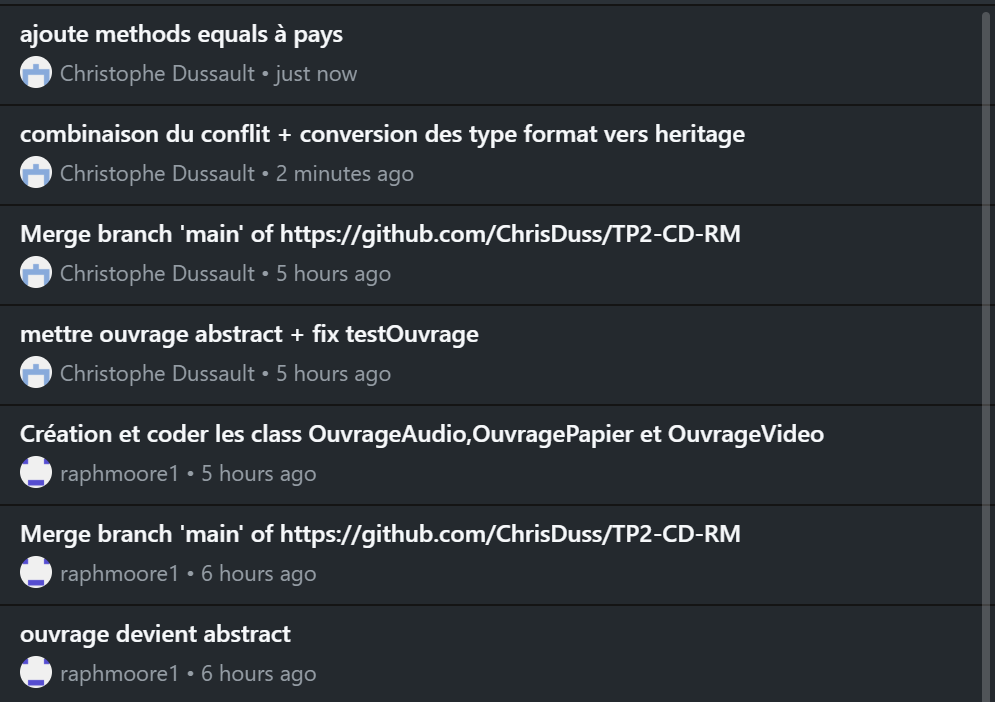 ajoute methods equals à pays
Christophe Dussault • just now
combinaison du conflit + conversion des type format vers heritage
Christophe Dussault • 2 minutes ago
Merge branch 'main' of https://github.com/ChrisDuss/TP2-CD-RM
Christophe Dussault • 5 hours ago
mettre ouvrage abstract + fix testOuvrage
Christophe Dussault • 5 hours ago
Création et coder les class OuvrageAudio,OuvragePapier et OuvrageVideo
raphmoore1 • 5 hours ago
Merge branch 'main' of https://github.com/ChrisDuss/TP2-CD-RM
raphmoore1 • 6 hours ago
ouvrage devient abstract
raphmoore1 • 6 hours ago